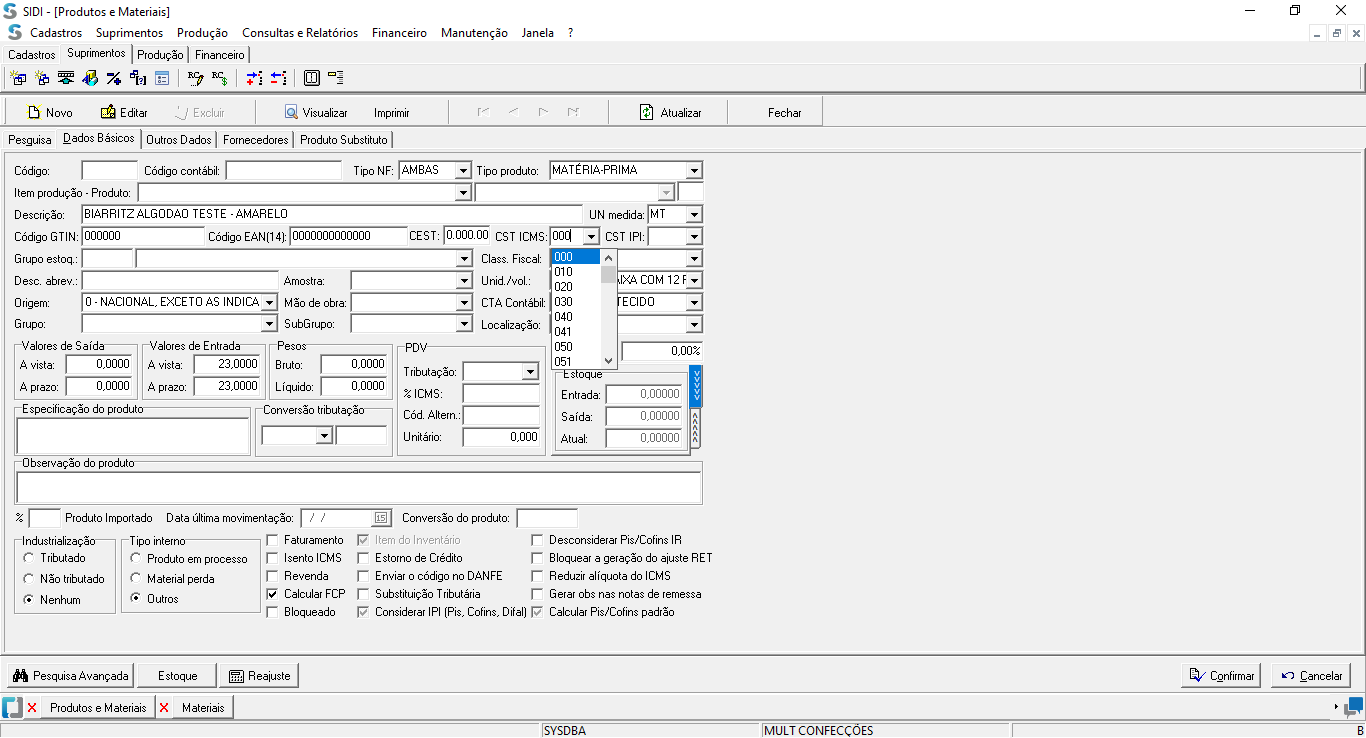 SIDI - [Produtos e Materiais]
Cadastros Suprimentos Produção Consultas e Relatórios Financeiro Manutenção Janela ?
Cadastros Suprimentos Produção Financeiro
Novo Editar Excluir Visualizar Imprimir Atualizar Fechar
Pesquisa Dados Básicos Outros Dados Fornecedores Produto Substituto
Código: Código contábil: Tipo NF: AMBAS Tipo produto: MATÉRIA-PRIMA
Item produção - Produto:
Descrição: BIARRITZ ALGODAO TESTE - AMARELO UN medida: MT
Código GTIN: 000000 Código EAN(14): 0000000000000 CEST: 0.000.00 CST ICMS: 000 CST IPI:
Grupo estoq.: Class. Fiscal: 000
010
Desc. abrev.: Amostra: Unid./vol.: 020 AIXA COM 12 F
Origem: 0 - NACIONAL, EXCETO AS INDICA Mão de obra: CTA Contábil: 030 TECIDO
040
Grupo: SubGrupo: Localização: 041
050
051
Valores de Saída Valores de Entrada Pesos PDV 0,00%
A vista: 0,0000 A vista: 23,0000 Bruto: 0,0000 Tributação: Estoque
A prazo: 0,0000 A prazo: 23,0000 Líquido: 0,0000 % ICMS: Entrada: 0,00000
Especificação do produto Conversão tributação Cód. Altern.: Saída: 0,00000
Unitário: 0,000 Atual: 0,00000
Observação do produto
% Produto Importado Data última movimentação: / / 15 Conversão do produto:
Industrialização Tipo interno Faturamento Item do Inventário Desconsiderar Pis/Cofins IR
Tributado Produto em processo Isento ICMS Estorno de Crédito Bloquear a geração do ajuste RET
Não tributado Material perda Revenda Enviar o código no DANFE Reduzir alíquota do ICMS
Nenhum Outros Calcular FCP Substituição Tributária Gerar obs nas notas de remessa
Bloqueado Considerar IPI (Pis, Cofins, Difal) Calcular Pis/Cofins padrão
Pesquisa Avançada Estoque Reajuste Confirmar Cancelar
Produtos e Materiais Materiais
SYSDBA MULT CONFECÇÕES B